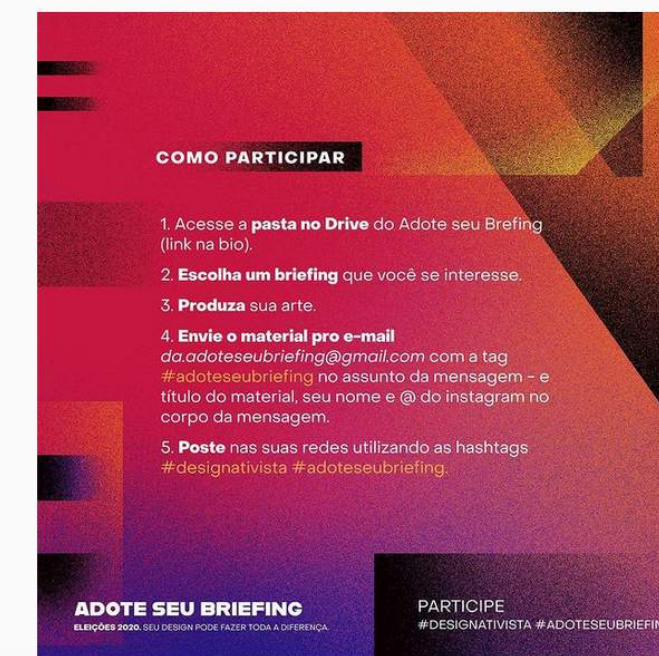 COMO PARTICIPAR
1. Acesse a pasta no Drive do Adote seu Brefing
(link na bio).
2. Escolha um briefing que você se interesse.
3. Produza sua arte.
4. Envie o material pro e-mail
da.adoteseubriefing@gmail.com com a tag
#adoteseubriefing no assunto da mensagem – e
título do material, seu nome e @ do instagram no
corpo da mensagem.
5. Poste nas suas redes utilizando as hashtags
#designativista #adoteseubriefing.
ADOTE SEU BRIEFING
ELEIÇÕES 2020. SEU DESIGN PODE FAZER TODA A DIFERENÇA.
PARTICIPE
#DESIGNATIVISTA #ADOTESEUBRIEFIN